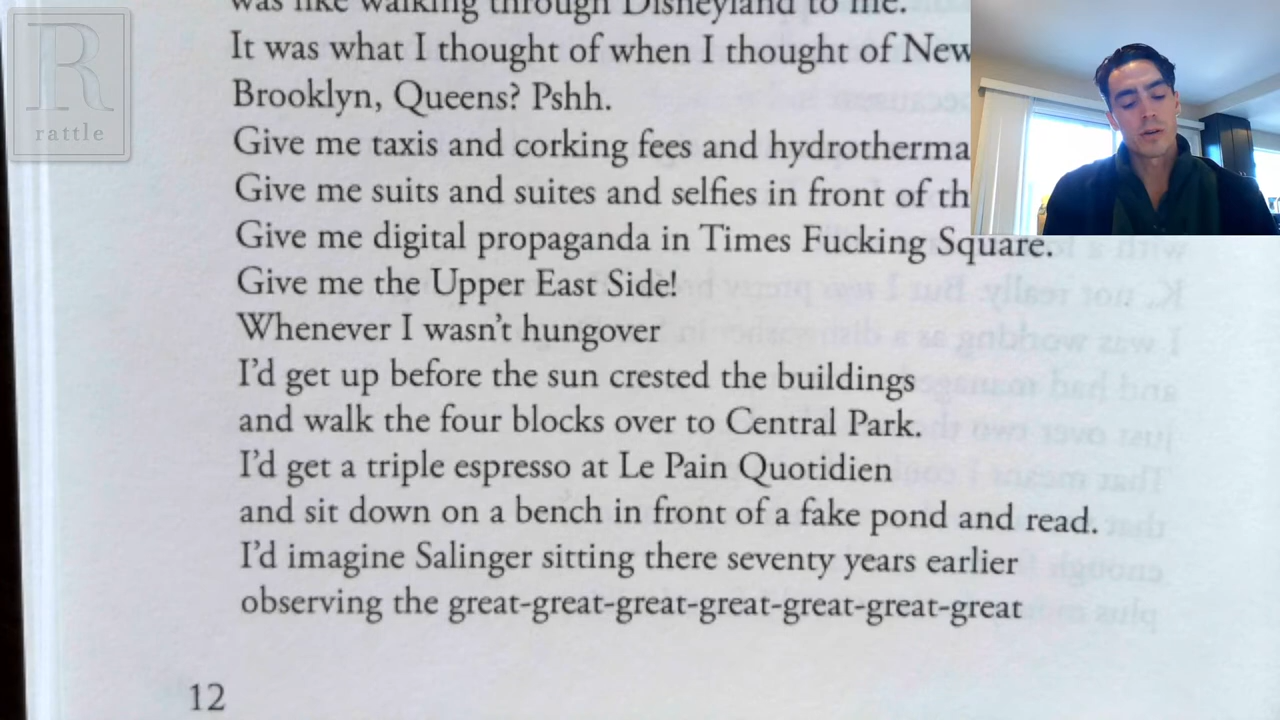 R
rattle
was like walking through Disneyland to me.
It was what I thought of when I thought of New
Brooklyn, Queens? Pshh.
Give me taxis and corking fees and hydrotherma
Give me suits and suites and selfies in front of th
Give me digital propaganda in Times Fucking Square.
Give me the Upper East Side!
Whenever I wasn't hungover
I'd get up before the sun crested the buildings
and walk the four blocks over to Central Park.
I'd get a triple espresso at Le Pain Quotidien
and sit down on a bench in front of a fake pond and read.
I'd imagine Salinger sitting there seventy years earlier
observing the great-great-great-great-great-great-great
12